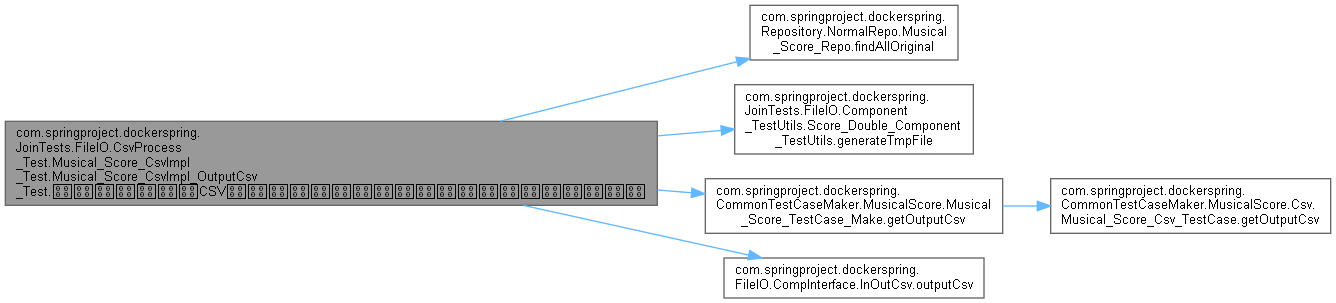 com.springproject.dockerspring.
JoinTests.FileIO.CsvProcess
_Test.Musical_Score_CsvImpl
_Test.Musical_Score_CsvImpl_OutputCsv
_Test.
CSV
com.springproject.dockerspring.
Repository.NormalRepo.Musical
_Score_Repo.findAllOriginal
com.springproject.dockerspring.
JoinTests.FileIO.Component
_TestUtils.Score_Double_Component
_TestUtils.generateTmpFile
com.springproject.dockerspring.
CommonTestCaseMaker.MusicalScore.Musical
_Score_TestCase_Make.getOutputCsv
com.springproject.dockerspring.
CommonTestCaseMaker.MusicalScore.Csv.
Musical_Score_Csv_TestCase.getOutputCsv
com.springproject.dockerspring.
FileIO.CompInterface.InOutCsv.outputCsv